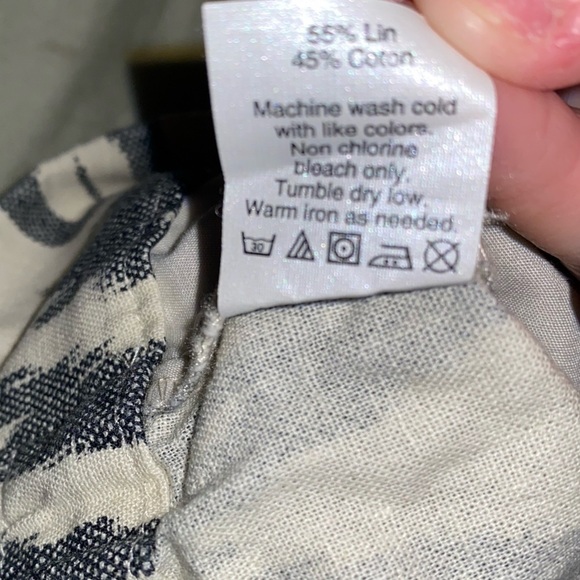 55% Lin
45% Coton
Machine wash cold
with like colors.
Non chlorine
bleach only.
Tumble dry low.
Warm iron as needed.
30